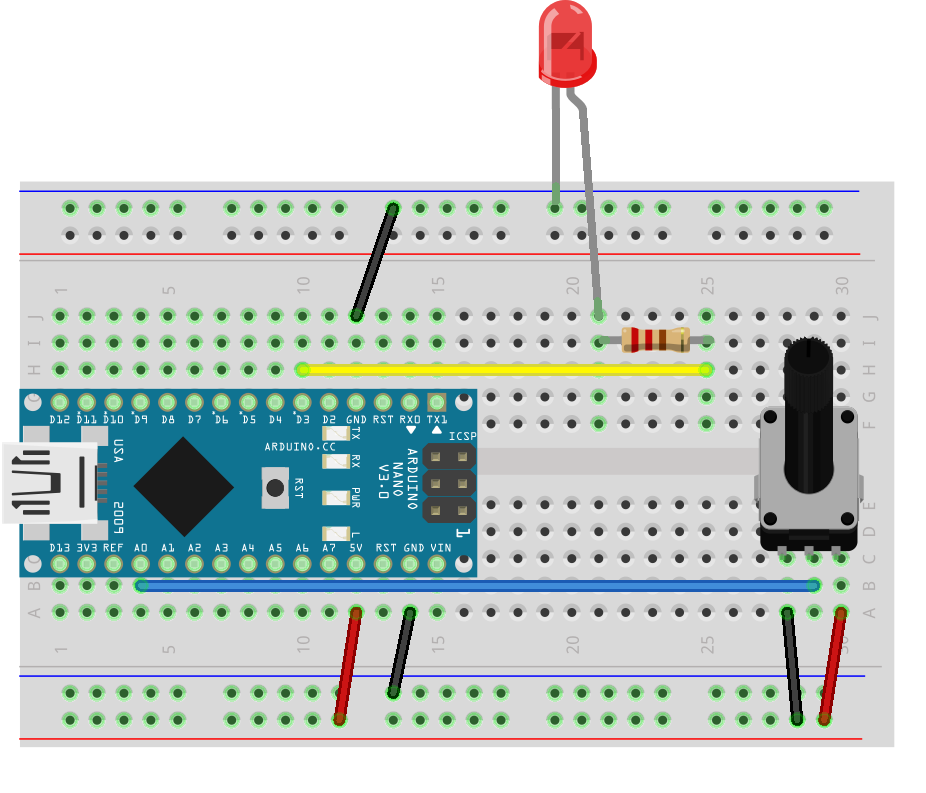 1 5 10 15 20 25 30
J J
I I
H H
G
F
D12 D11 D10 D9 D8 D7 D6 D5 D4 D3 D2 GND RST RX0 TX1
ICSP
ARDUINO.CC
TX
RX
PWR
L
RST
ARDUINO
NANO
V3.0
USA
2009
1
E
D
D13 3V3 REF A0 A1 A2 A3 A4 A5 A6 A7 5V RST GND VIN
C
B B
A A
1 5 10 15 20 25 30